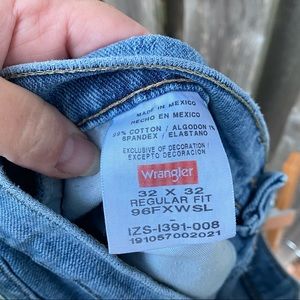 MADE IN MEXICO
HECHO EN MEXICO
99% COTTON / ALGODON 1%
SPANDEX / ELASTANO
EXCLUSIVE OF DECORATION /
EXCEPTO DECORACION
Wrangler
32 X 32
REGULAR FIT
96FXWSL
-
IZS-I391-008
191057002021